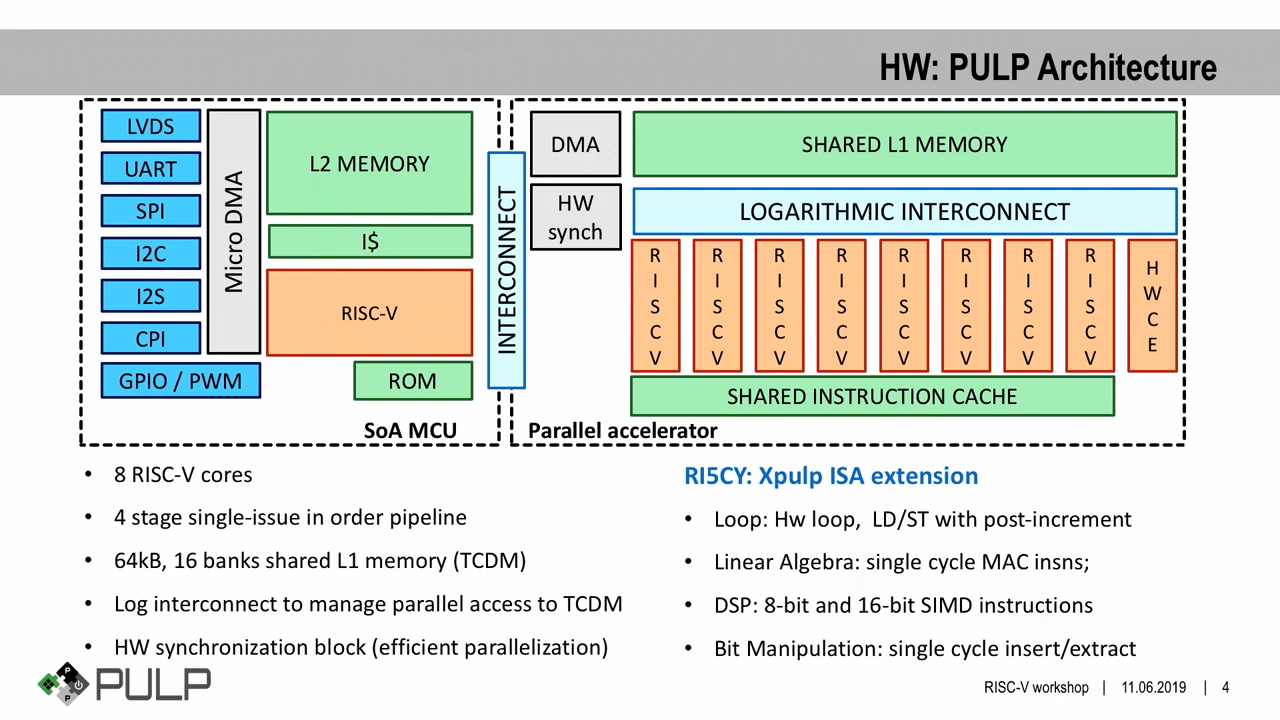 HW: PULP Architecture
LVDS
UART
SPI
I2C
I2S
CPI
GPIO / PWM
Micro DMA
L2 MEMORY
I$
RISC-V
ROM
SoA MCU
INTERCONNECT
DMA
HW
synch
SHARED L1 MEMORY
LOGARITHMIC INTERCONNECT
RISCV
RISCV
RISCV
RISCV
RISCV
RISCV
RISCV
RISCV
HWCE
SHARED INSTRUCTION CACHE
Parallel accelerator
• 8 RISC-V cores
• 4 stage single-issue in order pipeline
• 64kB, 16 banks shared L1 memory (TCDM)
• Log interconnect to manage parallel access to TCDM
• HW synchronization block (efficient parallelization)
RI5CY: Xpulp ISA extension
• Loop: Hw loop, LD/ST with post-increment
• Linear Algebra: single cycle MAC insns;
• DSP: 8-bit and 16-bit SIMD instructions
• Bit Manipulation: single cycle insert/extract
P
P
PULP
RISC-V workshop | 11.06.2019 | 4